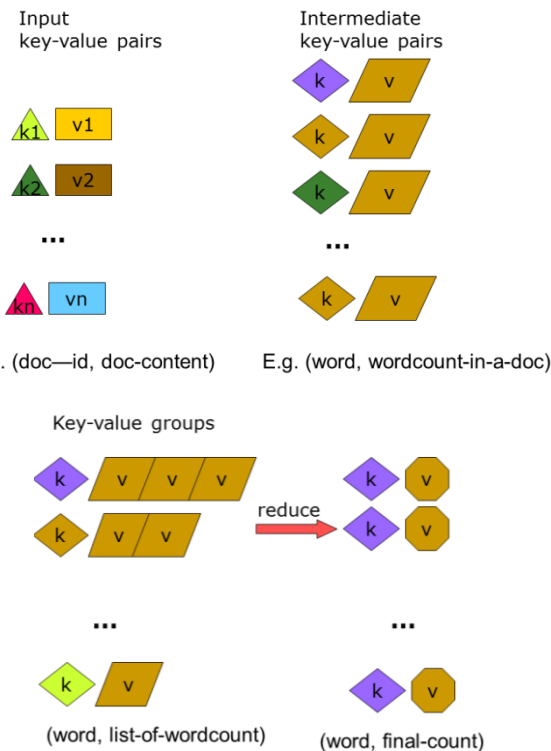 Input
key-value pairs
k1 v1
k2 v2
...
kn vn
. (doc—id, doc-content)
Intermediate
key-value pairs
k v
k v
k v
...
k v
E.g. (word, wordcount-in-a-doc)
Key-value groups
k v v v
k v v
...
k v
(word, list-of-wordcount)
reduce
k v
k v
...
k v
(word, final-count)